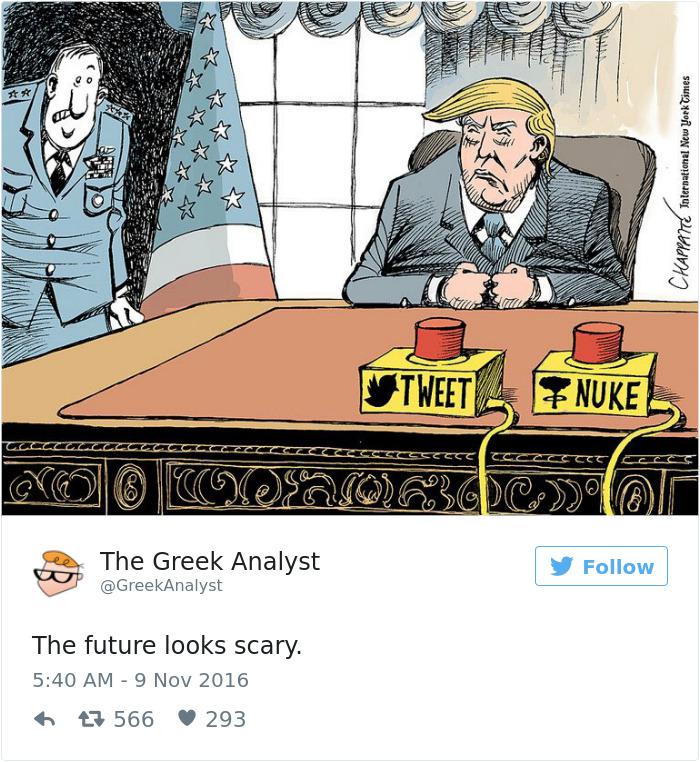 CHAPPATTÉ International New York Times
TWEET
NUKE
The Greek Analyst
@GreekAnalyst
Follow
The future looks scary.
5:40 AM - 9 Nov 2016
566
293